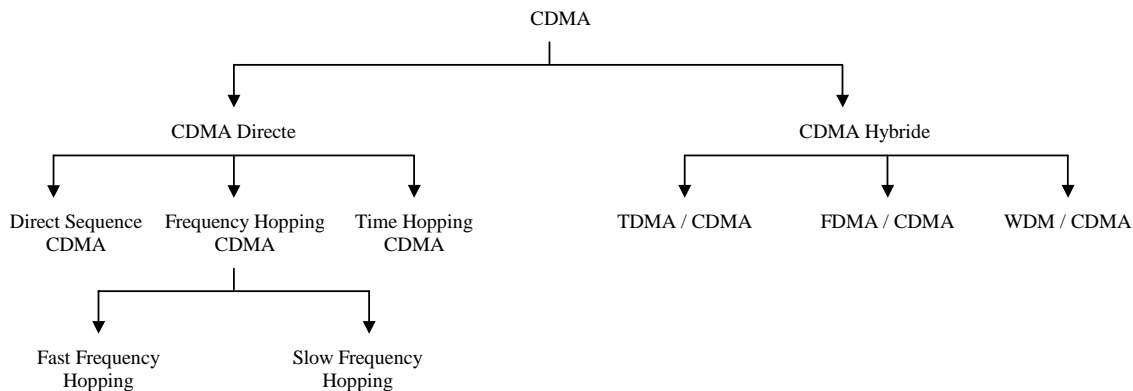 CDMA
CDMA Directe
CDMA Hybride
Direct Sequence
CDMA
Frequency Hopping
CDMA
Time Hopping
CDMA
TDMA / CDMA
FDMA / CDMA
WDM / CDMA
Fast Frequency
Hopping
Slow Frequency
Hopping